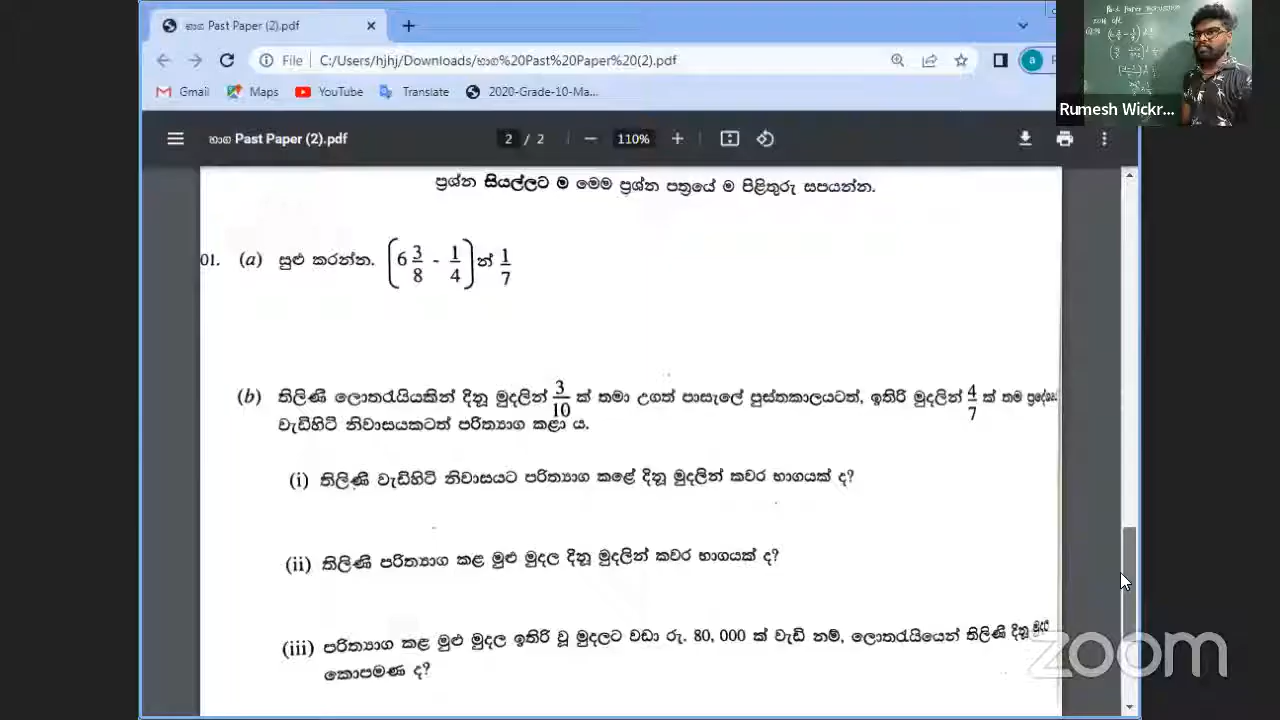 හාග Past Paper (2).pdf
File C:/Users/hjhj/Downloads/හාග%20Past%20Paper%20(2).pdf
Gmail Maps YouTube Translate 2020-Grade-10-Ma...
Rumesh Wickr...
හාග Past Paper (2).pdf 2 / 2 110%
ප්‍රශ්න සියල්ලට ම මෙම ප්‍රශ්න පත්‍රයේ ම පිළිතුරු සපයන්න.
01. (a) සුළු කරන්න. (6 3/8 - 1/4) න් 1/7
(b) තිලිණි ලොතරැයියකින් දිනූ මුදලින් 3/10 ක් තමා උගත් පාසැලේ පුස්තකාලයටත්, ඉතිරි මුදලින් 4/7 ක් තම ප්‍රදේශයේ
වැඩිහිටි නිවාසයකටත් පරිත්‍යාග කළා ය.
(i) තිලිණි වැඩිහිටි නිවාසයට පරිත්‍යාග කළේ දිනූ මුදලින් කවර භාගයක් ද?
(ii) තිලිණි පරිත්‍යාග කළ මුළු මුදල දිනූ මුදලින් කවර භාගයක් ද?
(iii) පරිත්‍යාග කළ මුළු මුදල ඉතිරි වූ මුදලට වඩා රු. 80,000 ක් වැඩි නම්, ලොතරැයියෙන් තිලිණි දිනූ මුදල
කොපමණ ද?
zoom